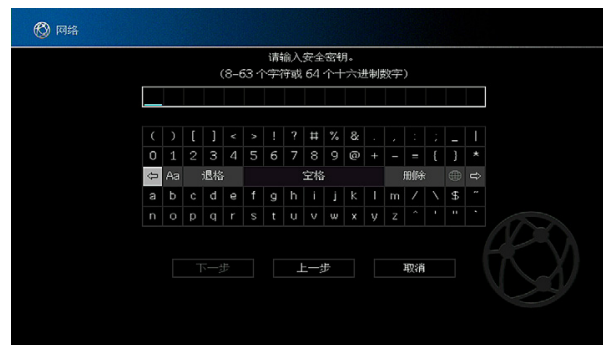 网络
请输入安全密钥。
(8-63 个字符或 64 个十六进制数字)
( ) [ ] < > ! ? # % & . , : ; _ |
0 1 2 3 4 5 6 7 8 9 @ + - = { } *
⇦ Aa 退格 空格 删除 ⇨
a b c d e f g h i j k l m / \ $ ~
n o p q r s t u v w x y z ^ ' " `
下一步 上一步 取消